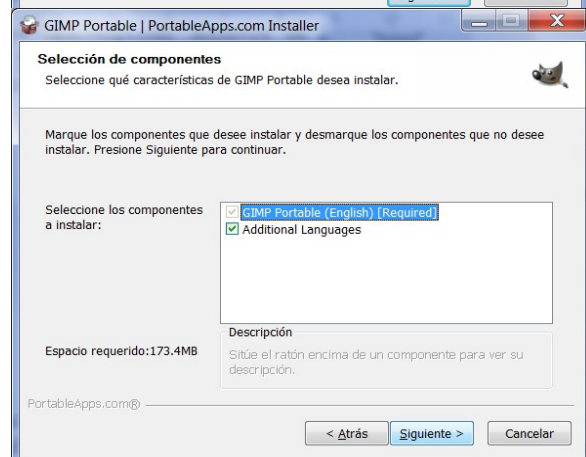 GIMP Portable | PortableApps.com Installer
Selección de componentes
Seleccione qué características de GIMP Portable desea instalar.
Marque los componentes que desee instalar y desmarque los componentes que no desee
instalar. Presione Siguiente para continuar.
Seleccione los componentes
a instalar:
GIMP Portable (English) [Required]
Additional Languages
Espacio requerido:173.4MB
Descripción
Sitúe el ratón encima de un componente para ver su
descripción.
PortableApps.com®
< Atrás
Siguiente >
Cancelar